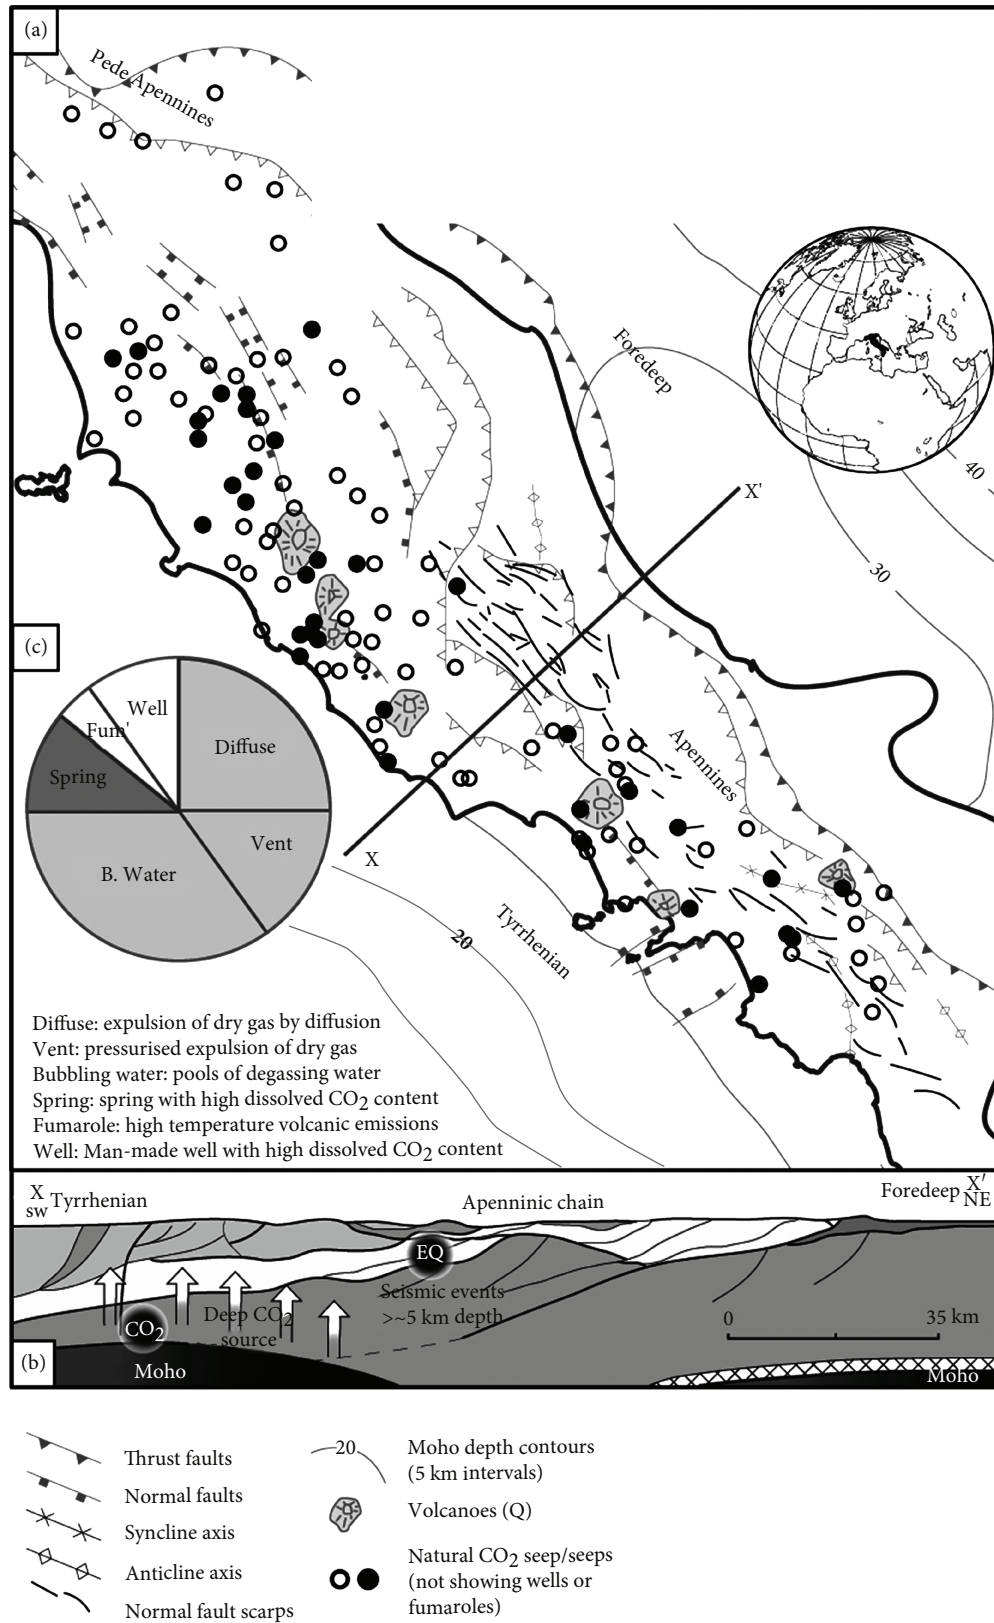 (a)
Pede Apennines
Foredeep
40
30
X'
(c)
Well
Fum'
Diffuse
Spring
Vent
B. Water
X
Apennines
Tyrrhenian
20
Diffuse: expulsion of dry gas by diffusion
Vent: pressurised expulsion of dry gas
Bubbling water: pools of degassing water
Spring: spring with high dissolved CO2 content
Fumarole: high temperature volcanic emissions
Well: Man-made well with high dissolved CO2 content
X
SW
Tyrrhenian
Apenninic chain
Foredeep
X'
NE
EQ
Seismic events
>~5 km depth
Deep CO2
source
CO2
0
35 km
(b)
Moho
Moho
Thrust faults
Normal faults
Syncline axis
Anticline axis
Normal fault scarps
20
Moho depth contours
(5 km intervals)
Volcanoes (Q)
Natural CO2 seep/seeps
(not showing wells or
fumaroles)